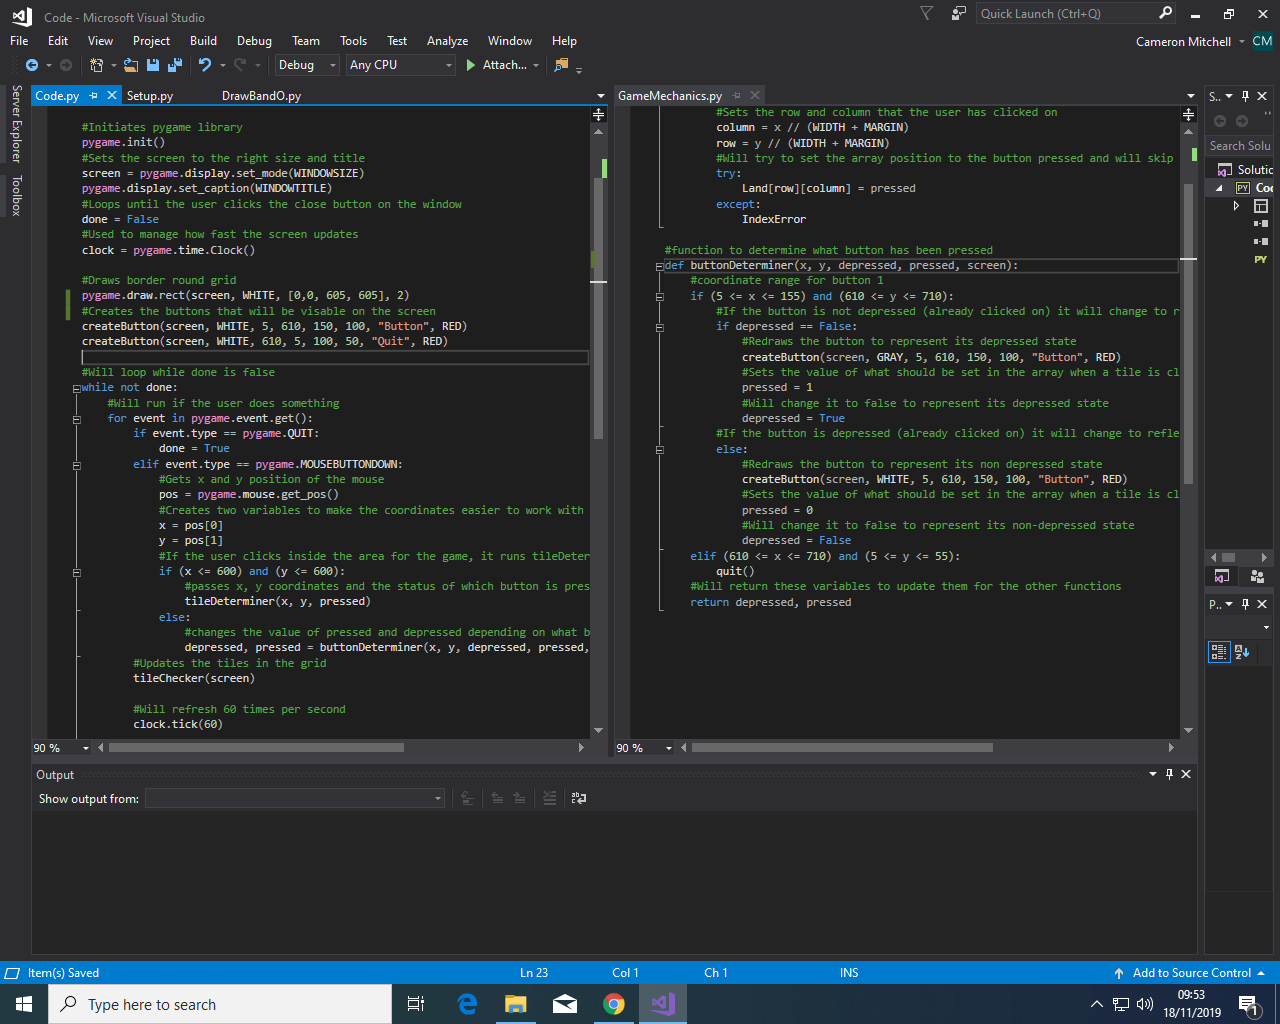 Code - Microsoft Visual Studio
Quick Launch (Ctrl+Q)
File Edit View Project Build Debug Team Tools Test Analyze Window Help
Cameron Mitchell CM
Debug Any CPU Attach...
Server Explorer
Toolbox
Code.py Setup.py DrawBandO.py
#Initiates pygame library
pygame.init()
#Sets the screen to the right size and title
screen = pygame.display.set_mode(WINDOWSIZE)
pygame.display.set_caption(WINDOWTITLE)
#Loops until the user clicks the close button on the window
done = False
#Used to manage how fast the screen updates
clock = pygame.time.Clock()
#Draws border round grid
pygame.draw.rect(screen, WHITE, [0,0, 605, 605], 2)
#Creates the buttons that will be visable on the screen
createButton(screen, WHITE, 5, 610, 150, 100, "Button", RED)
createButton(screen, WHITE, 610, 5, 100, 50, "Quit", RED)
#Will loop while done is false
while not done:
#Will run if the user does something
for event in pygame.event.get():
if event.type == pygame.QUIT:
done = True
elif event.type == pygame.MOUSEBUTTONDOWN:
#Gets x and y position of the mouse
pos = pygame.mouse.get_pos()
#Creates two variables to make the coordinates easier to work with
x = pos[0]
y = pos[1]
#If the user clicks inside the area for the game, it runs tileDeter
if (x <= 600) and (y <= 600):
#passes x, y coordinates and the status of which button is pres
tileDeterminer(x, y, pressed)
else:
#changes the value of pressed and depressed depending on what b
depressed, pressed = buttonDeterminer(x, y, depressed, pressed,
#Updates the tiles in the grid
tileChecker(screen)
#Will refresh 60 times per second
clock.tick(60)
90 %
GameMechanics.py
#Sets the row and column that the user has clicked on
column = x // (WIDTH + MARGIN)
row = y // (WIDTH + MARGIN)
#Will try to set the array position to the button pressed and will skip
try:
Land[row][column] = pressed
except:
IndexError
#function to determine what button has been pressed
def buttonDeterminer(x, y, depressed, pressed, screen):
#coordinate range for button 1
if (5 <= x <= 155) and (610 <= y <= 710):
#If the button is not depressed (already clicked on) it will change to r
if depressed == False:
#Redraws the button to represent its depressed state
createButton(screen, GRAY, 5, 610, 150, 100, "Button", RED)
#Sets the value of what should be set in the array when a tile is cl
pressed = 1
#Will change it to false to represent its depressed state
depressed = True
#If the button is depressed (already clicked on) it will change to refle
else:
#Redraws the button to represent its non depressed state
createButton(screen, WHITE, 5, 610, 150, 100, "Button", RED)
#Sets the value of what should be set in the array when a tile is cl
pressed = 0
#Will change it to false to represent its non-depressed state
depressed = False
elif (610 <= x <= 710) and (5 <= y <= 55):
quit()
#Will return these variables to update them for the other functions
return depressed, pressed
90 %
S..
Search Solu
Solutic
PY Coc
PY
P..
Output
Show output from:
Item(s) Saved Ln 23 Col 1 Ch 1 INS Add to Source Control
Type here to search
09:53
18/11/2019
1